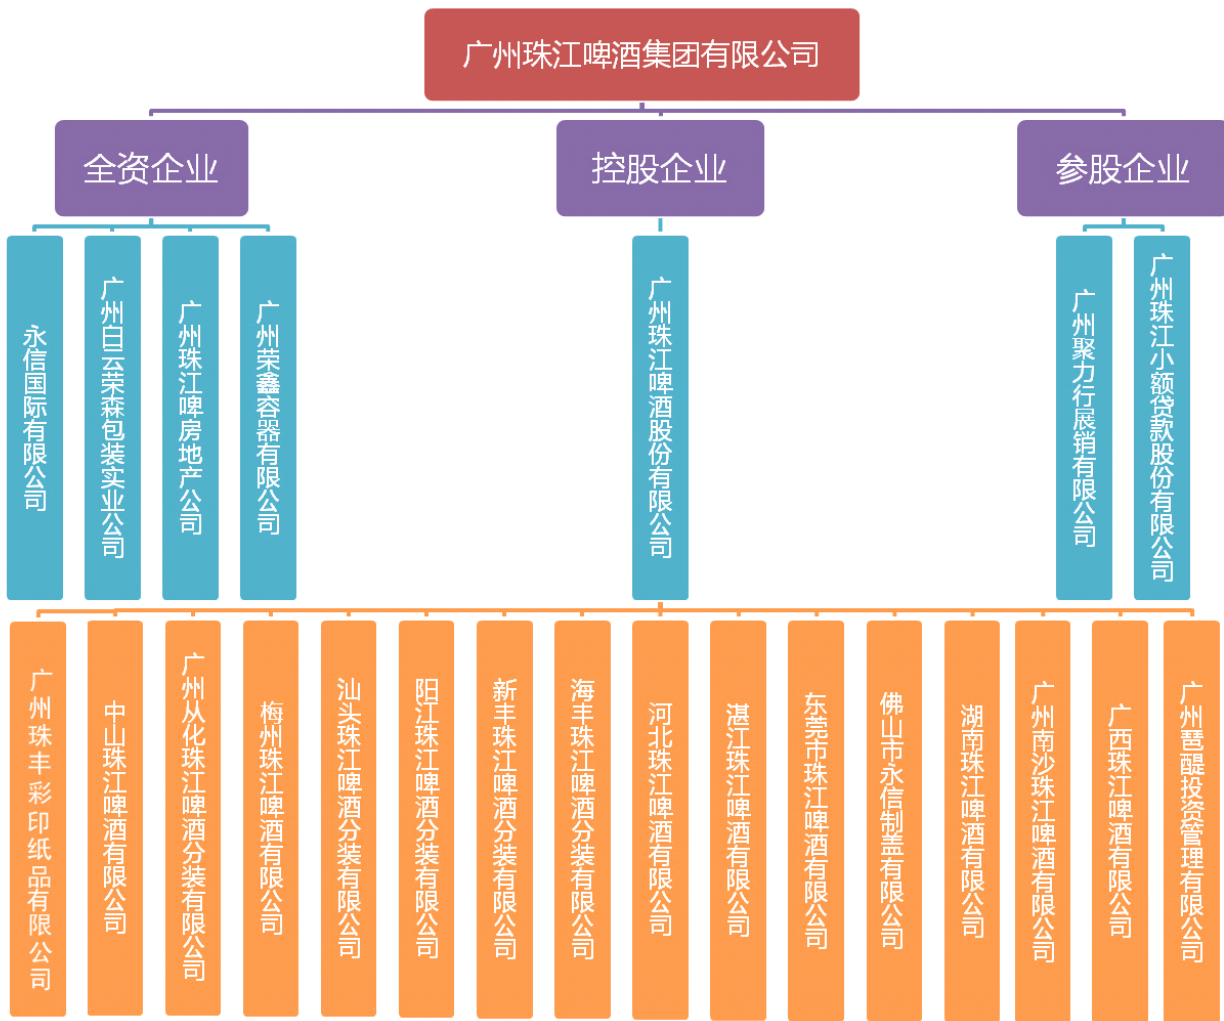 广州珠江啤酒集团有限公司
全资企业
控股企业
参股企业
永信国际有限公司
广州白云荣森包装实业公司
广州珠江啤房地产公司
广州荣鑫容器有限公司
广州珠江啤酒股份有限公司
广州聚力行展销有限公司
广州珠江小额贷款股份有限公司
广州珠丰彩印纸品有限公司
中山珠江啤酒有限公司
广州从化珠江啤酒分装有限公司
梅州珠江啤酒有限公司
汕头珠江啤酒分装有限公司
阳江珠江啤酒分装有限公司
新丰珠江啤酒分装有限公司
海丰珠江啤酒分装有限公司
河北珠江啤酒有限公司
湛江珠江啤酒有限公司
东莞市珠江啤酒有限公司
佛山市永信制盖有限公司
湖南珠江啤酒有限公司
广州南沙珠江啤酒有限公司
广西珠江啤酒有限公司
广州琶醍投资管理有限公司